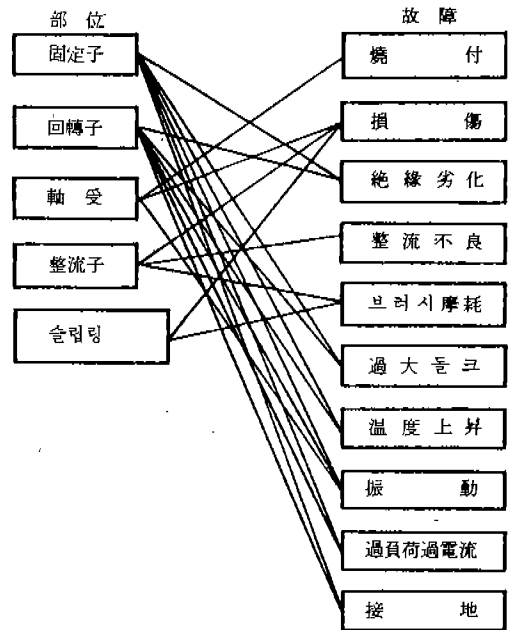 部位
固定子
回轉子
軸受
整流子
슬립링
故障
燒付
損傷
絶緣劣化
整流不良
브러시摩耗
過大돌크
溫度上昇
振動
過負荷過電流
接地